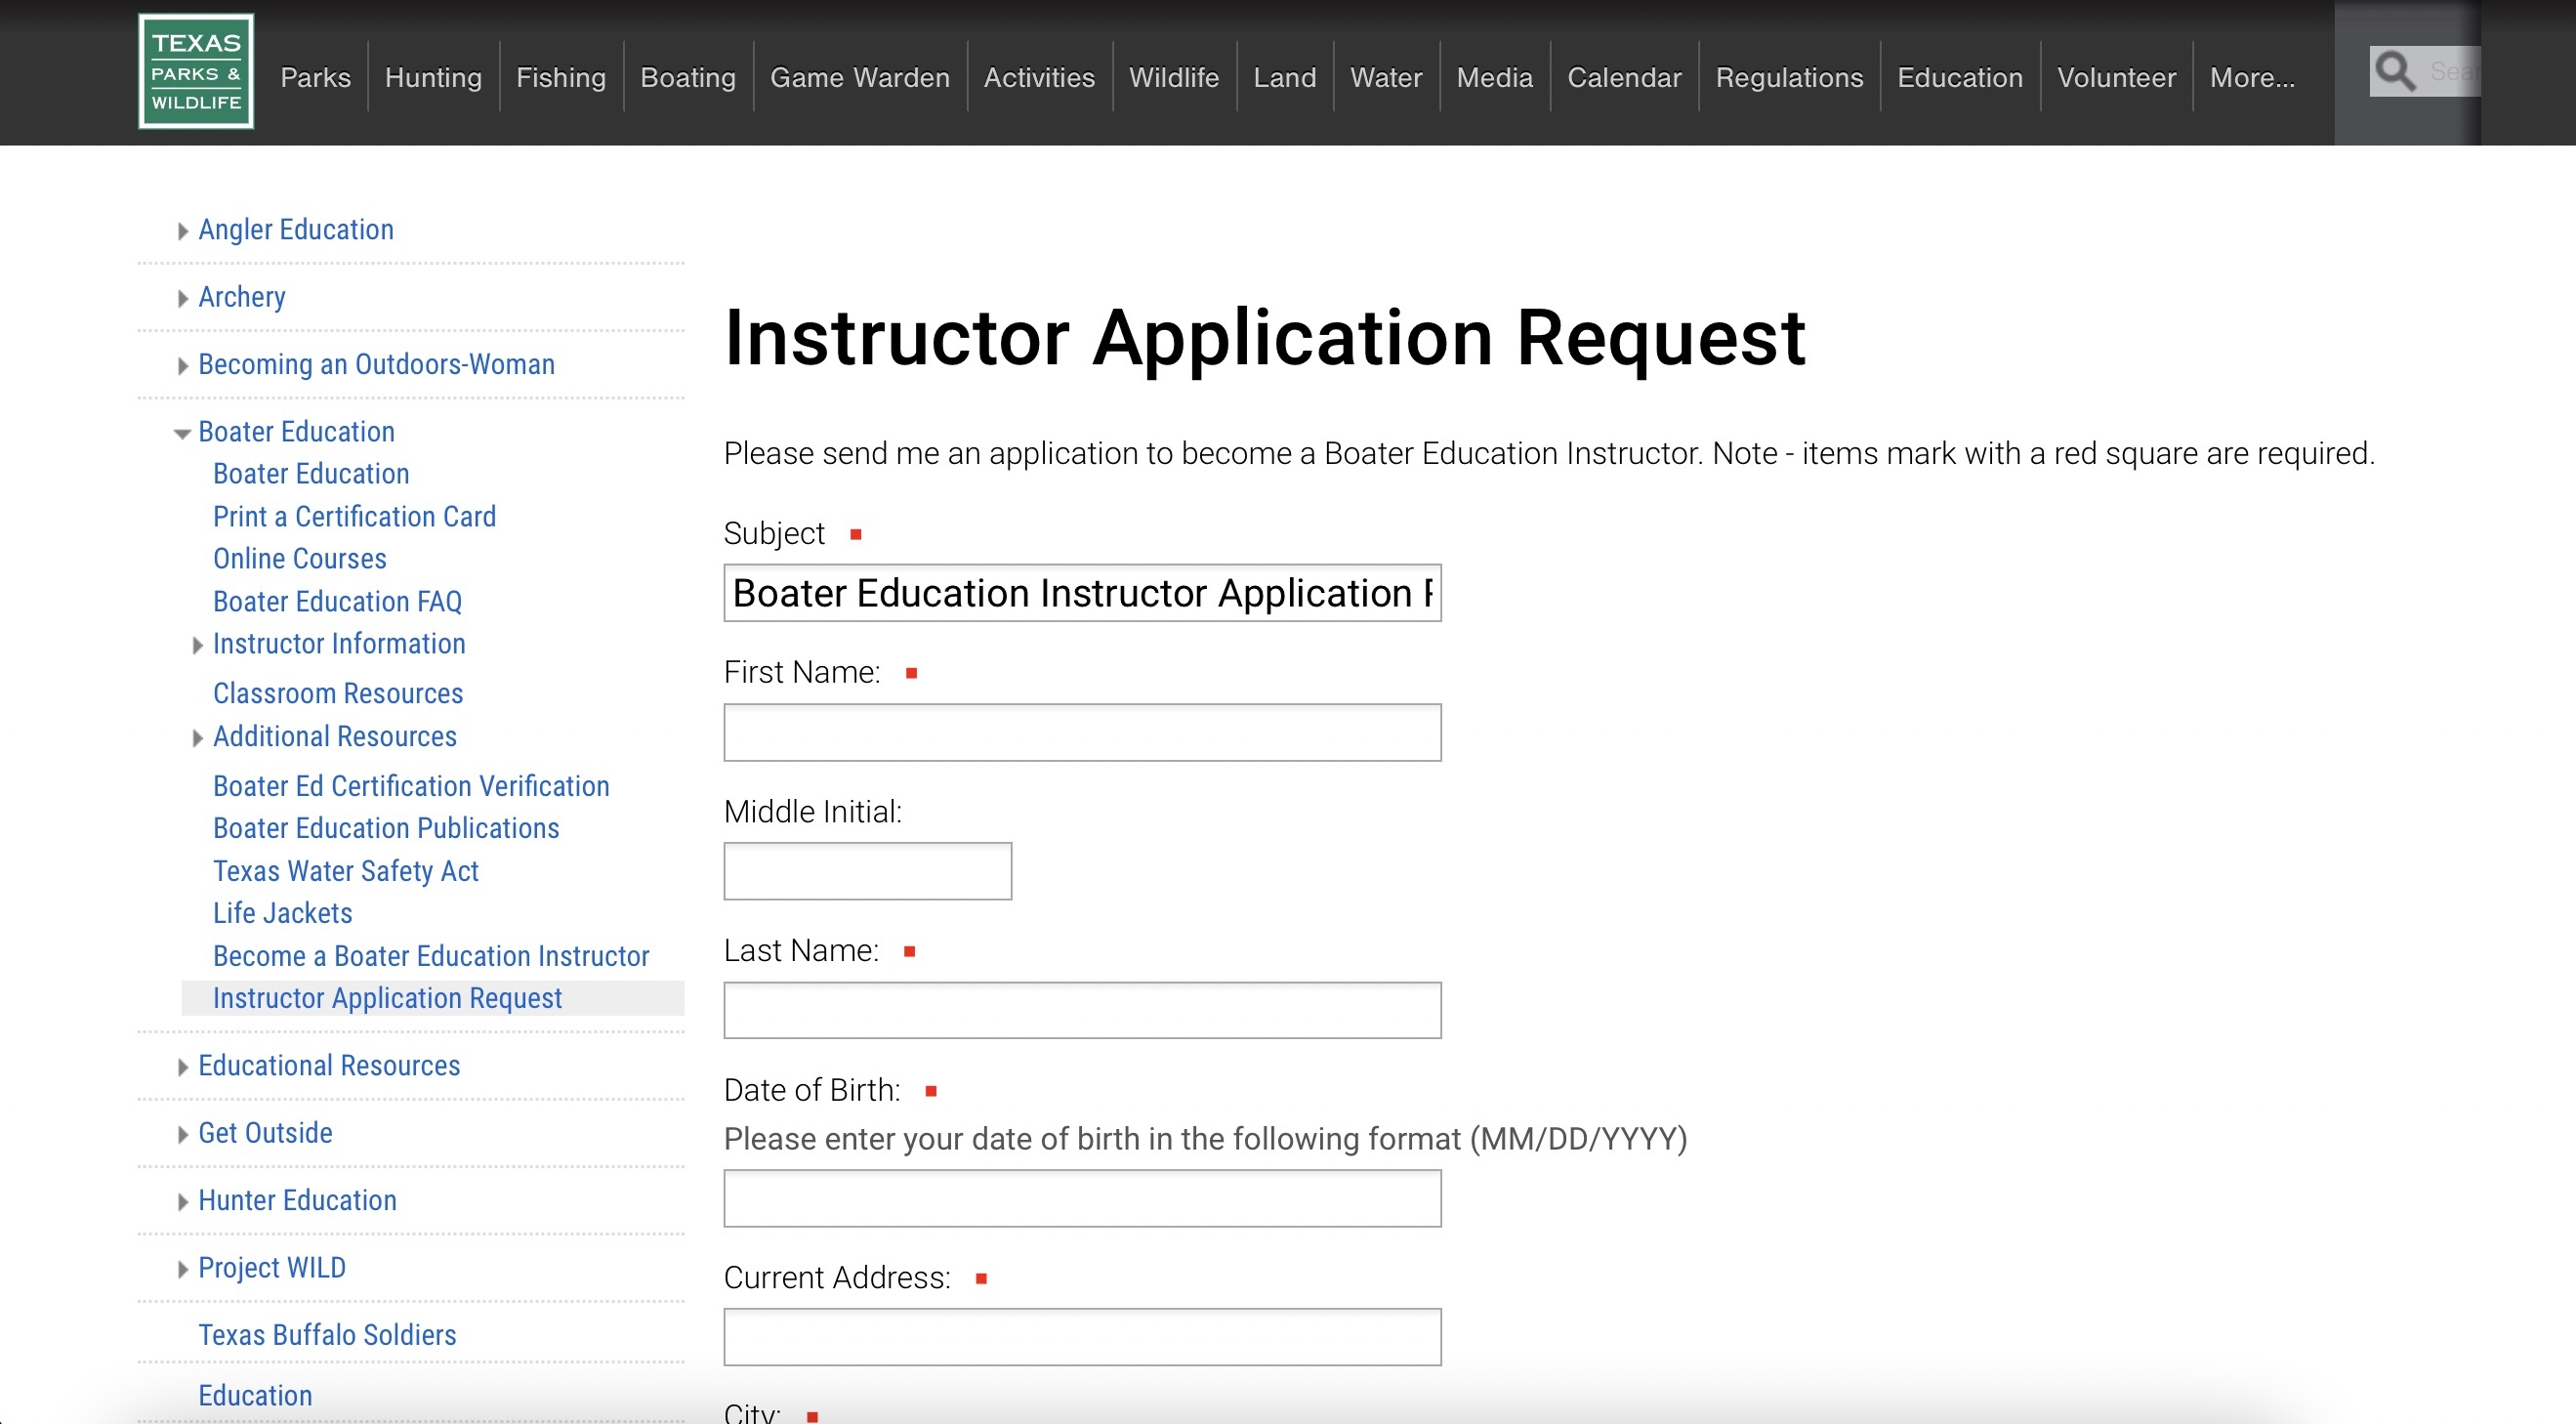 TEXAS
PARKS &
WILDLIFE
Parks
Hunting
Fishing
Boating
Game Warden
Activities
Wildlife
Land
Water
Media
Calendar
Regulations
Education
Volunteer
More...
Angler Education
Archery
Becoming an Outdoors-Woman
Boater Education
Boater Education
Print a Certification Card
Online Courses
Boater Education FAQ
Instructor Information
Classroom Resources
Additional Resources
Boater Ed Certification Verification
Boater Education Publications
Texas Water Safety Act
Life Jackets
Become a Boater Education Instructor
Instructor Application Request
Educational Resources
Get Outside
Hunter Education
Project WILD
Texas Buffalo Soldiers
Education
Instructor Application Request
Please send me an application to become a Boater Education Instructor. Note - items mark with a red square are required.
Subject
Boater Education Instructor Application
First Name:
Middle Initial:
Last Name:
Date of Birth:
Please enter your date of birth in the following format (MM/DD/YYYY)
Current Address:
City: